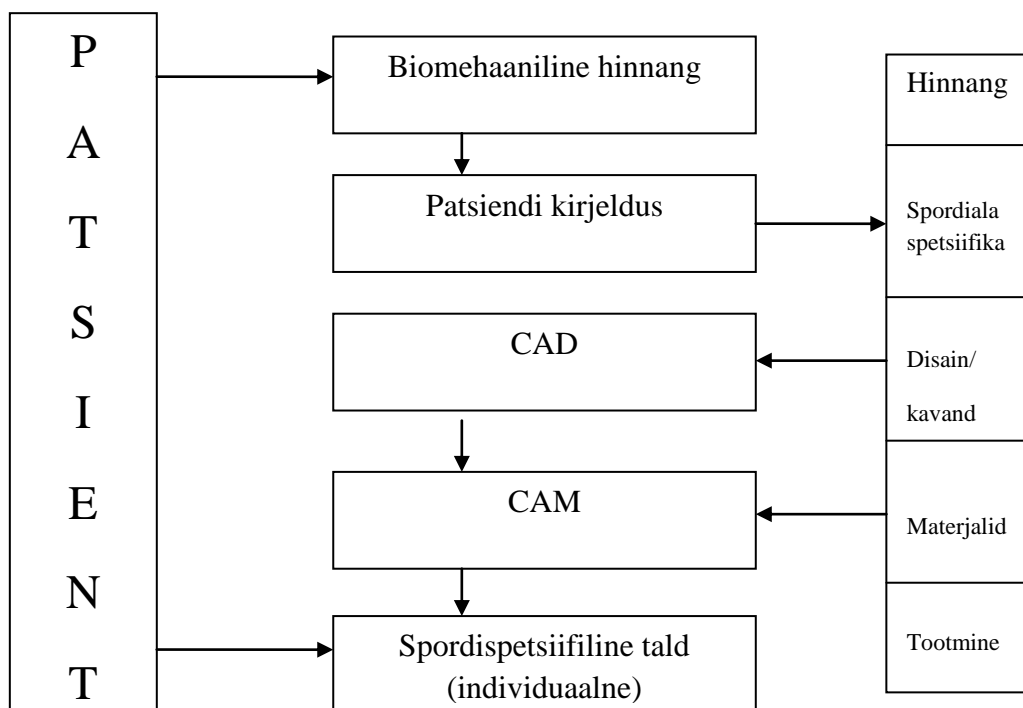 P
A
T
S
I
E
N
T
Biomehaaniline hinnang
Patsiendi kirjeldus
CAD
CAM
Spordispetsiifiline tald
(individuaalne)
Hinnang
Spordiala
spetsiifika
Disain/
kavand
Materjalid
Tootmine